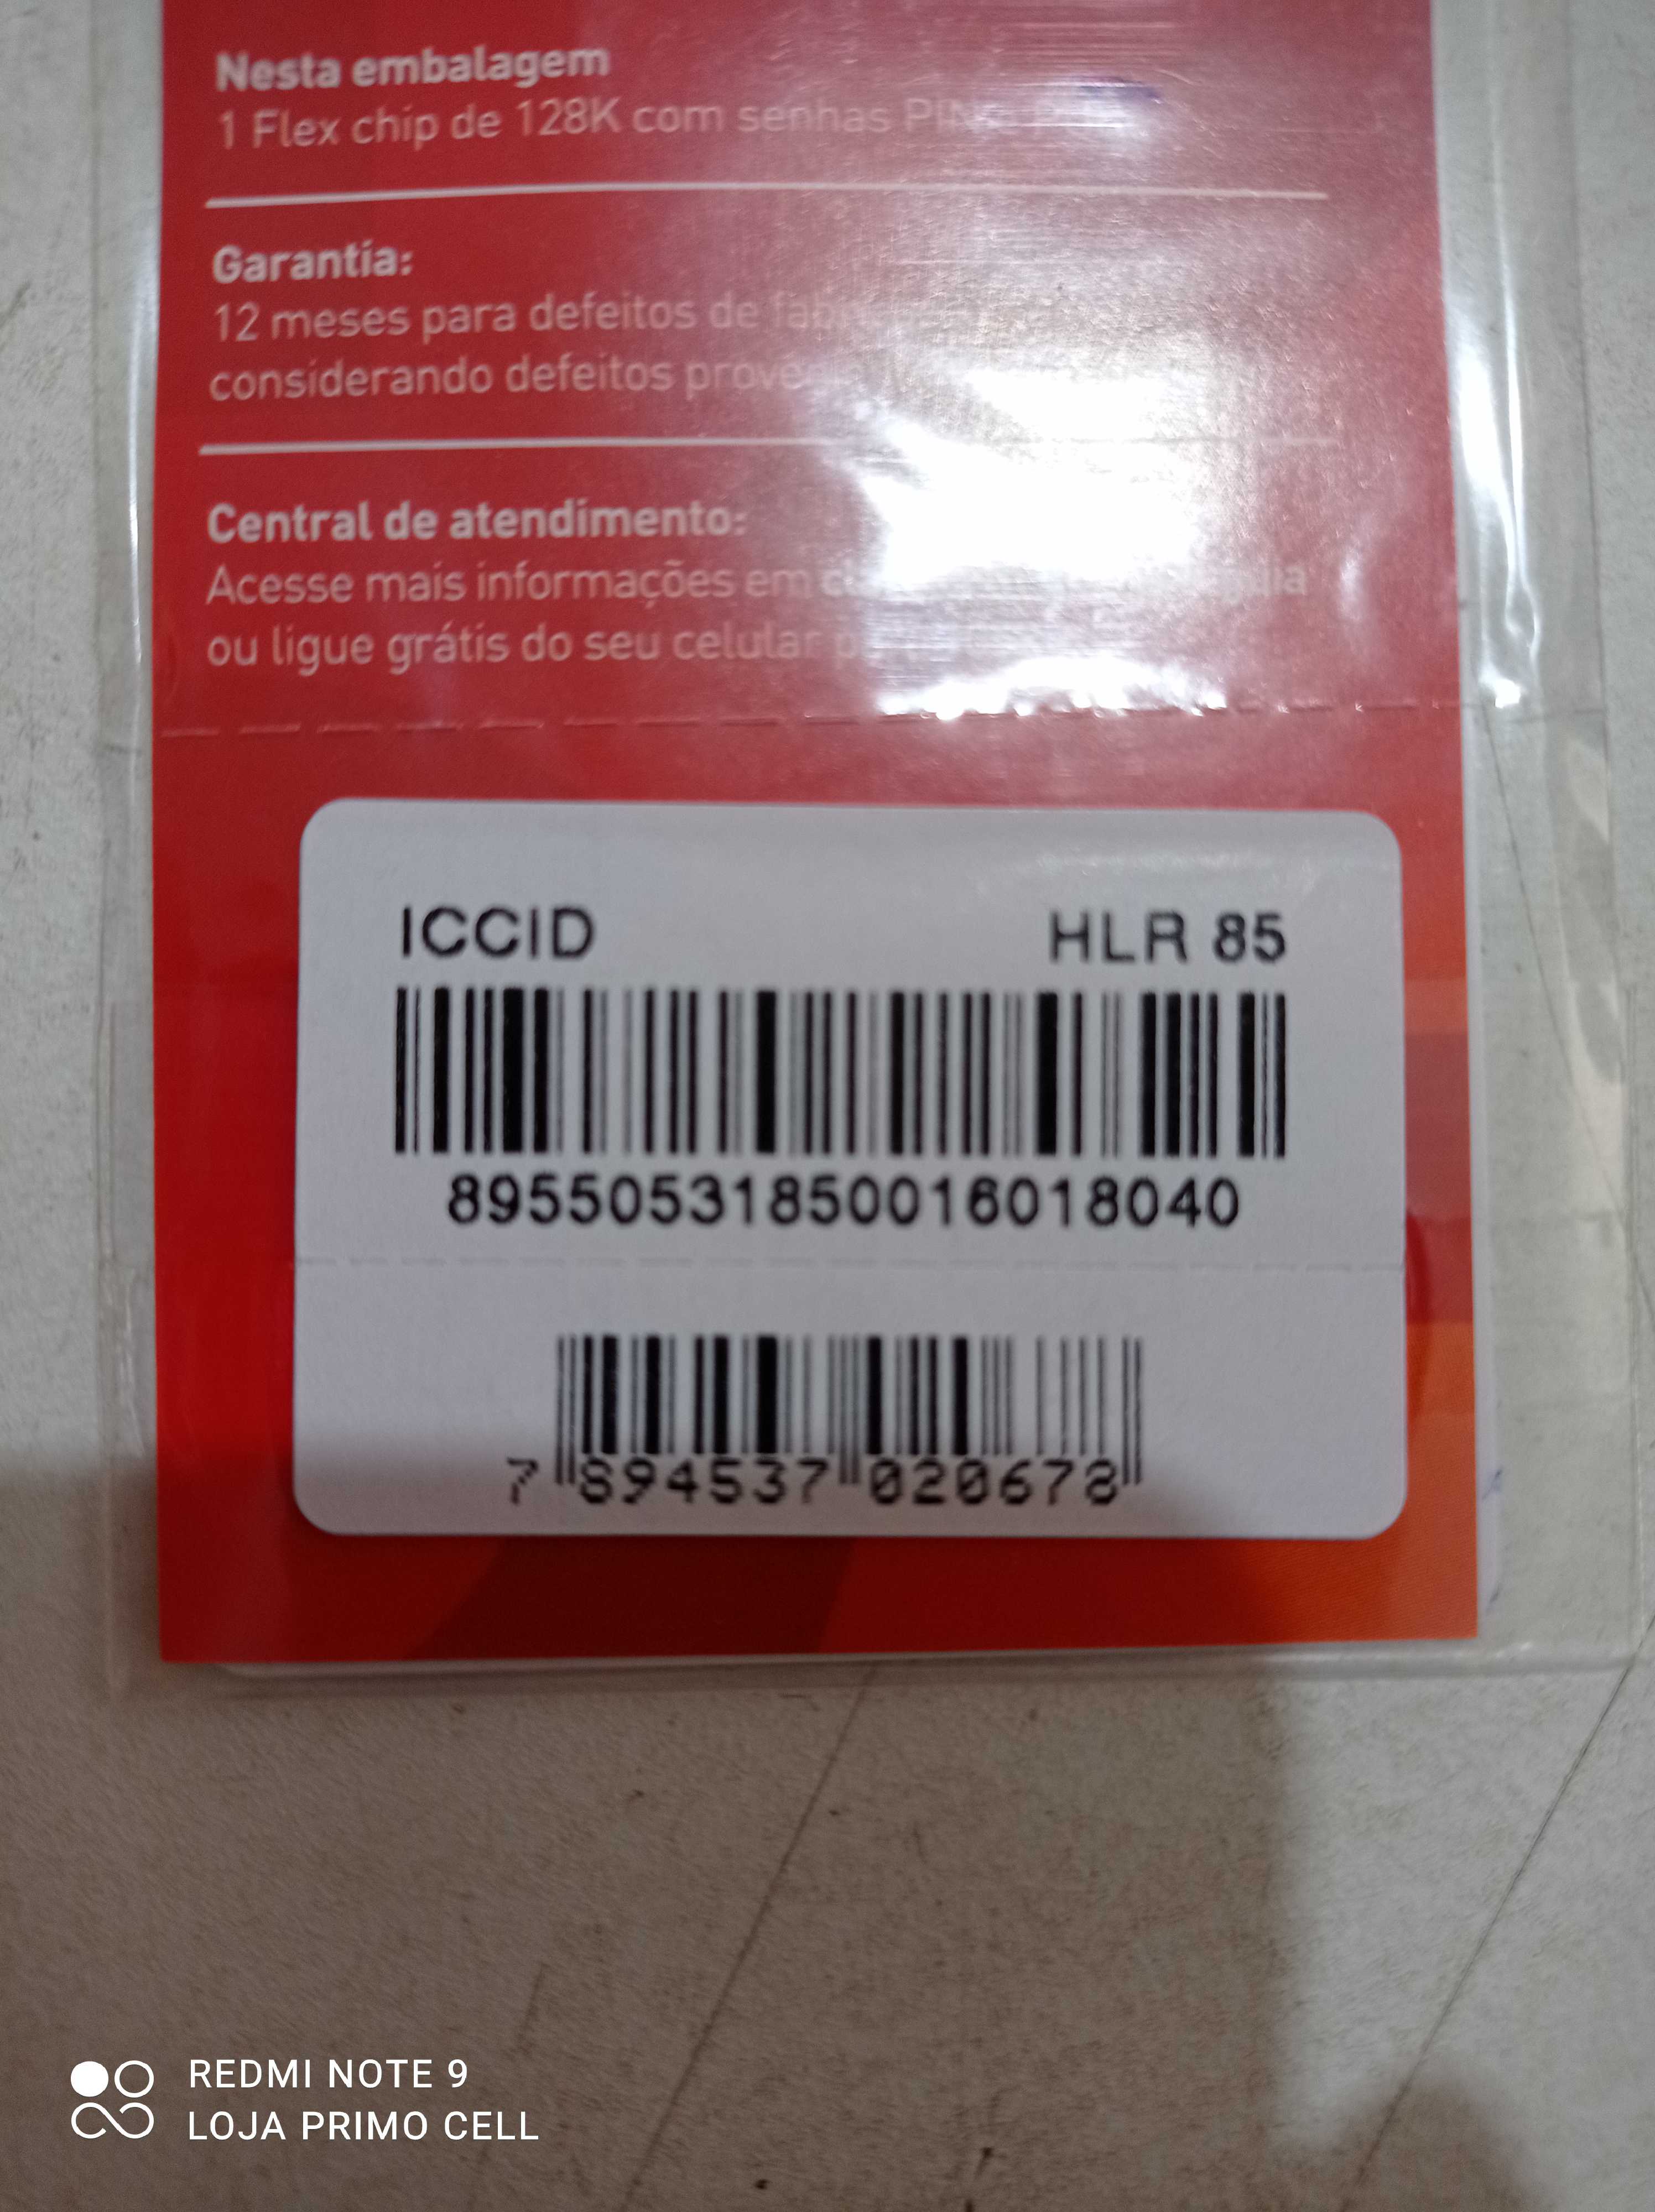 Nesta embalagem
1 Flex chip de 128K com senhas PIN
Garantia:
12 meses para defeitos de
considerando defeitos
Central de atendimento:
Acesse mais informações em
ou ligue grátis do seu celular
ICCID HLR 85
89550531850016018040
7 894537 020678
REDMI NOTE 9
LOJA PRIMO CELL